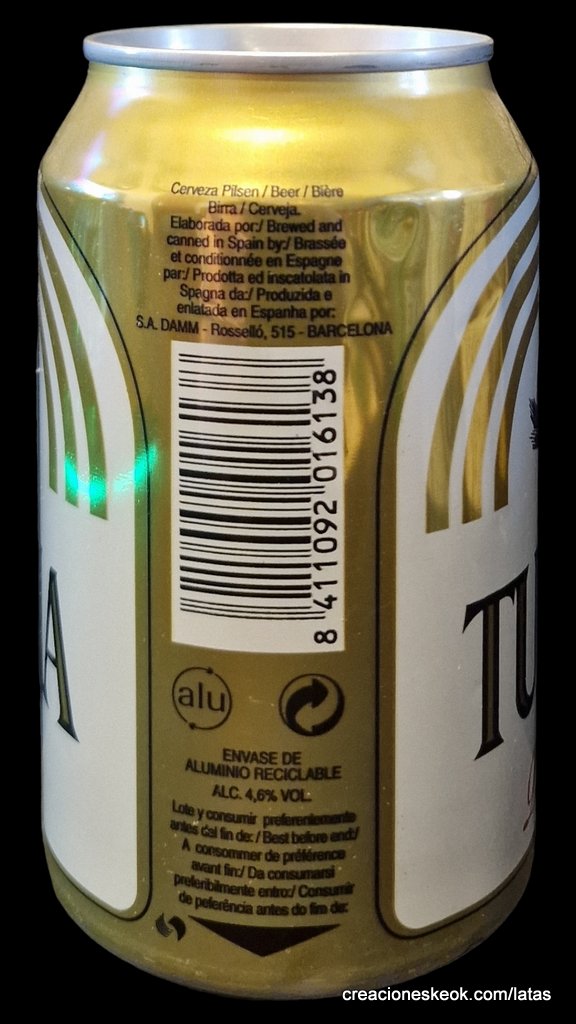 Cerveza Pilsen / Beer / Bière
Birra / Cerveja.
Elaborada por:/ Brewed and
canned in Spain by:/ Brassée
et conditionnée en Espagne
par:/ Prodotta ed inscatolata in
Spagna da:/ Produzida e
enlatada en Espanha por:
S.A. DAMM - Rosselló, 515 - BARCELONA
8 411092 016138
alu
ENVASE DE
ALUMINIO RECICLABLE
ALC. 4,6% VOL.
Lote y consumir preferentemente
antes del fin de: / Best before end:/
A consommer de préférence
avant fin:/ Da consumarsi
preferibilmente entro:/ Consumir
de peferência antes do fim de:
A
TU
creacioneskeok.com/latas